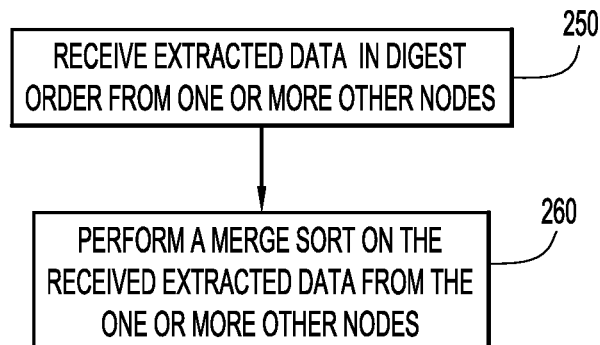 250
RECEIVE EXTRACTED DATA IN DIGEST
ORDER FROM ONE OR MORE OTHER NODES
260
PERFORM A MERGE SORT ON THE
RECEIVED EXTRACTED DATA FROM THE
ONE OR MORE OTHER NODES